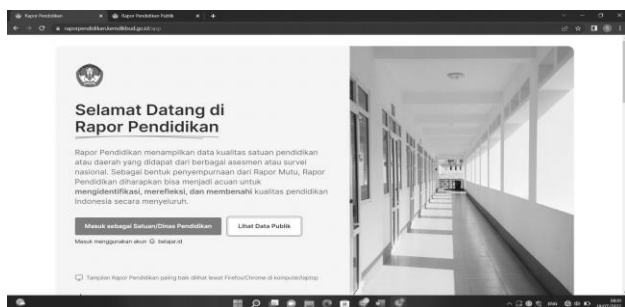 Rapor Pendidikan
Rapor Pendidikan Publik
raporpendidikan.kemdikbud.go.id/app
Selamat Datang di
Rapor Pendidikan
Rapor Pendidikan menampilkan data kualitas satuan pendidikan
atau daerah yang didapat dari berbagai asesmen atau survei
nasional. Sebagai bentuk penyempurnaan dari Rapor Mutu, Rapor
Pendidikan diharapkan bisa menjadi acuan untuk
mengidentifikasi, merefleksi, dan membenahi kualitas pendidikan
Indonesia secara menyeluruh.
Masuk sebagai Satuan/Dinas Pendidikan
Lihat Data Publik
Masuk menggunakan akun belajar.id
Tampilan Rapor Pendidikan paling baik dilihat lewat Firefox/Chrome di komputer/laptop
ENG